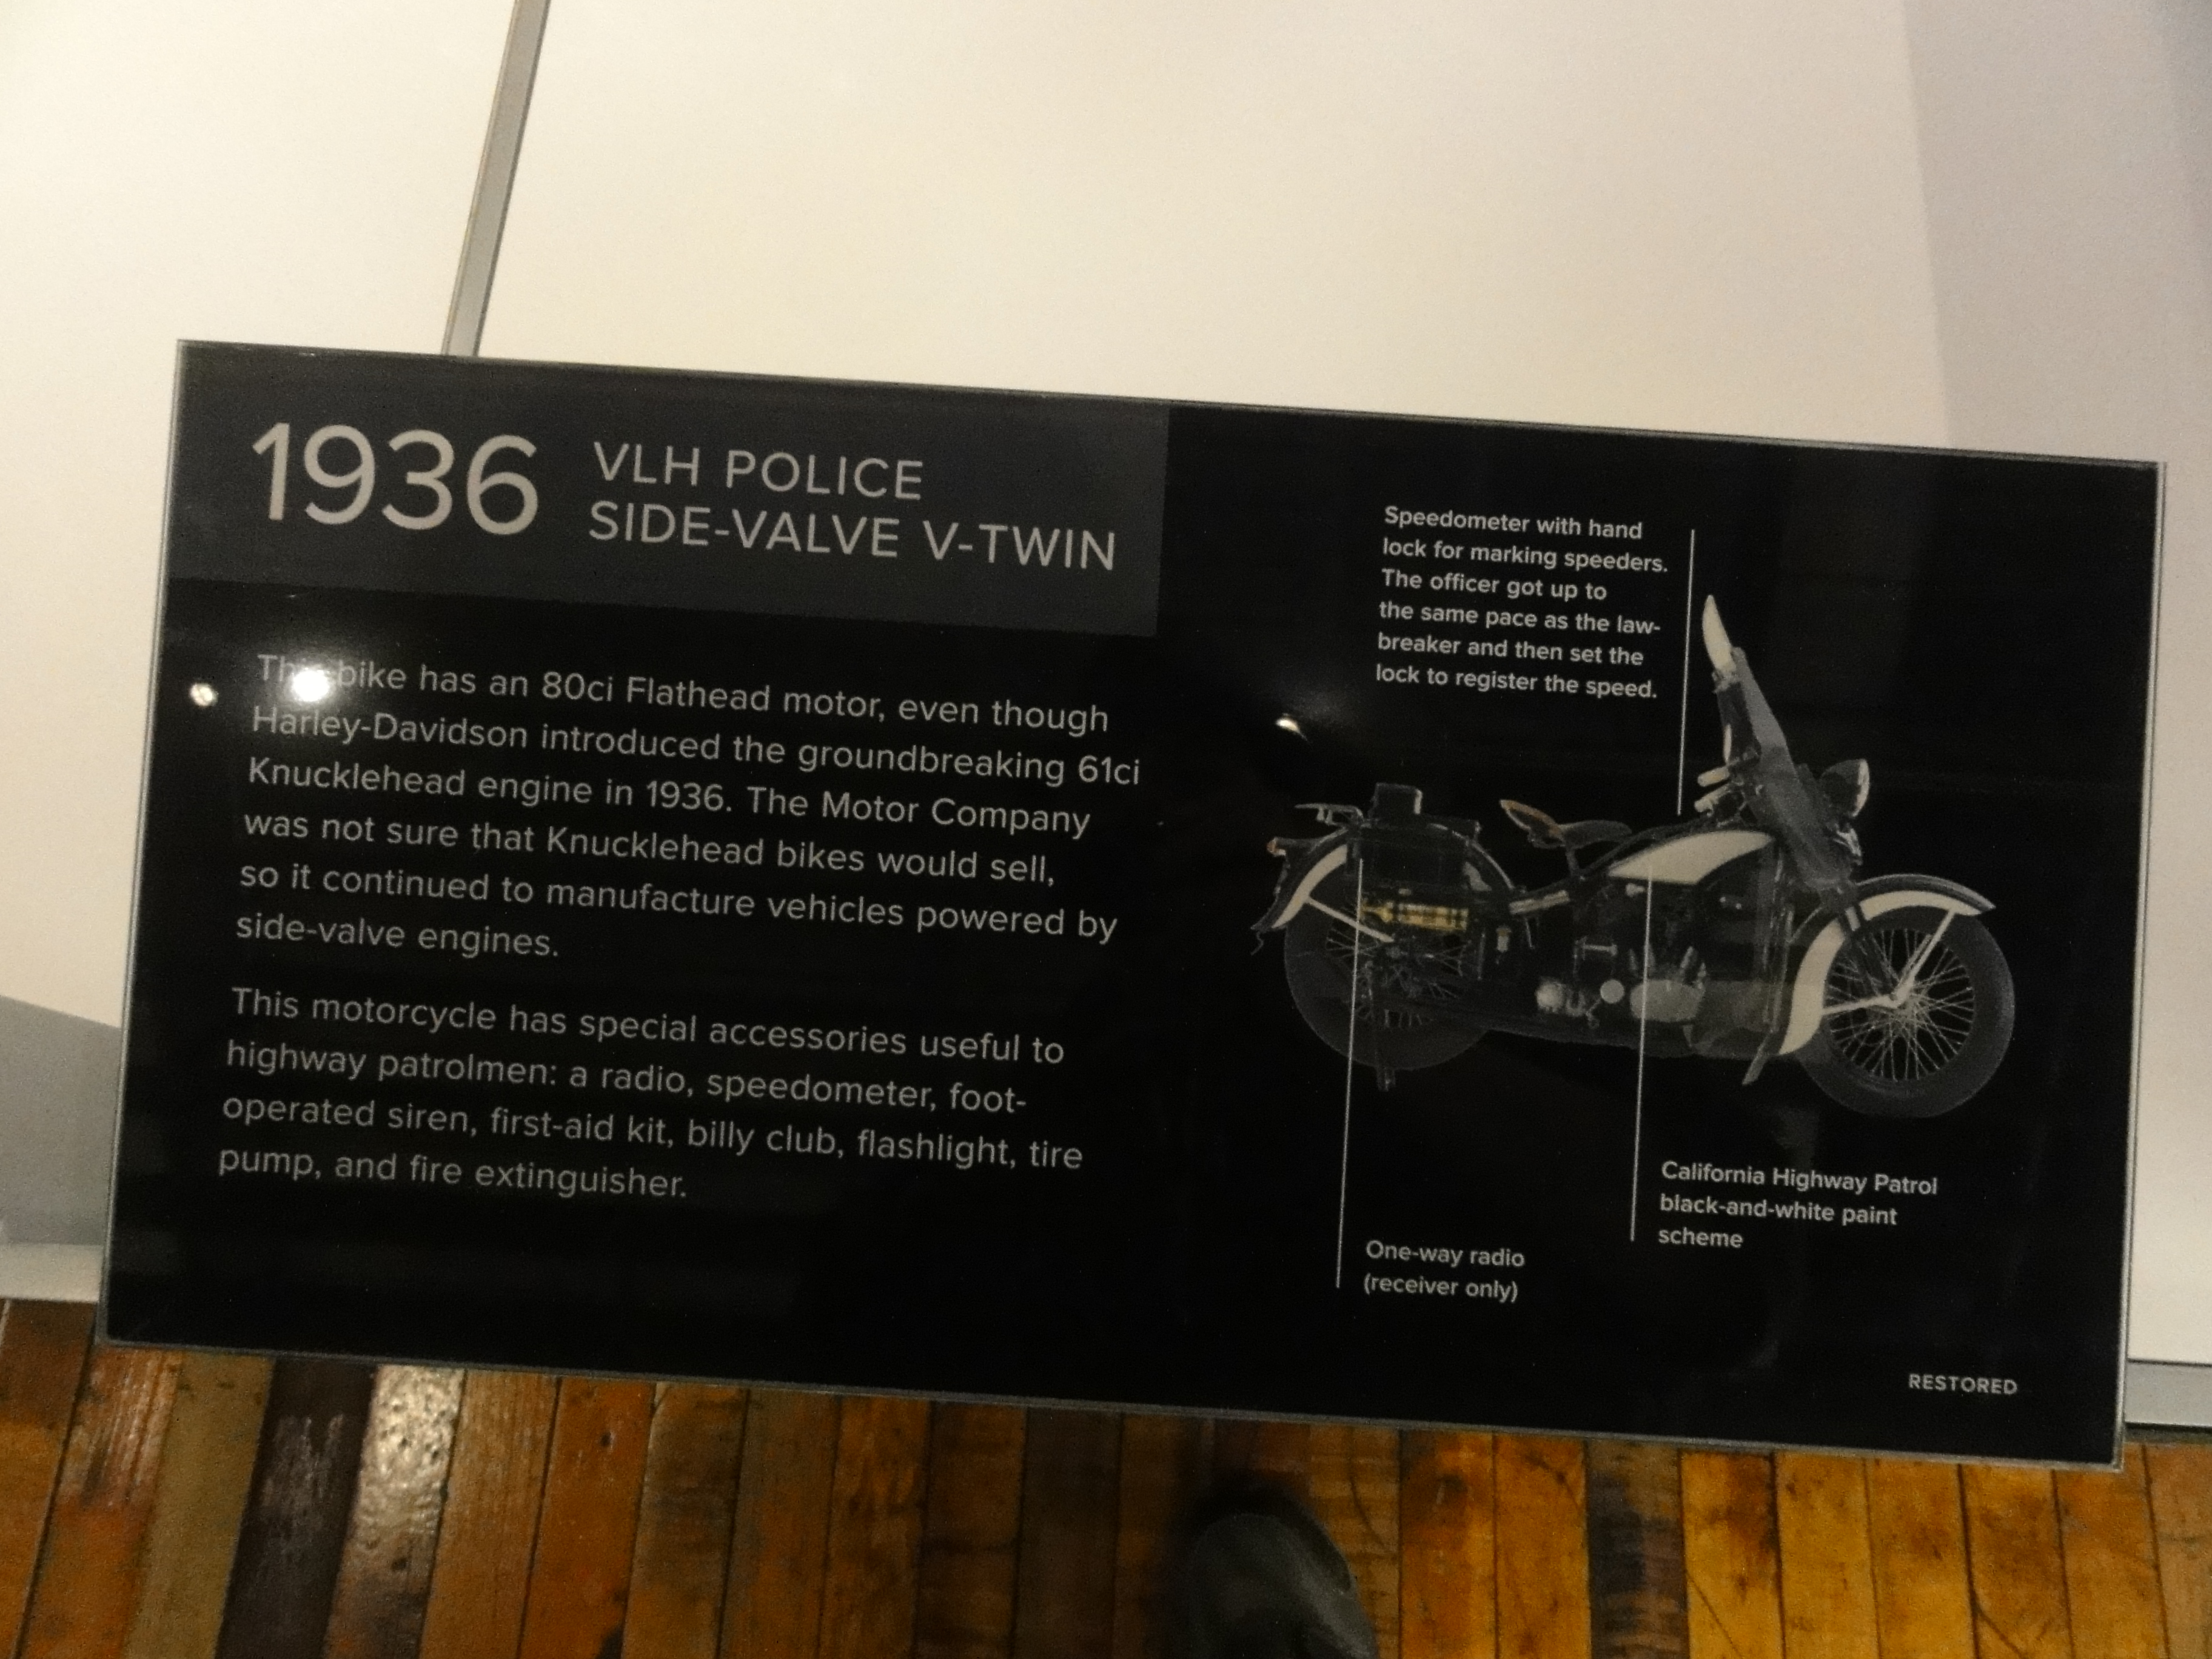 1936
VLH POLICE
SIDE-VALVE V-TWIN
This bike has an 80ci Flathead motor, even though
Harley-Davidson introduced the groundbreaking 61ci
Knucklehead engine in 1936. The Motor Company
was not sure that Knucklehead bikes would sell,
so it continued to manufacture vehicles powered by
side-valve engines.
This motorcycle has special accessories useful to
highway patrolmen: a radio, speedometer, foot-
operated siren, first-aid kit, billy club, flashlight, tire
pump, and fire extinguisher.
Speedometer with hand
lock for marking speeders.
The officer got up to
the same pace as the law-
breaker and then set the
lock to register the speed.
One-way radio
(receiver only)
California Highway Patrol
black-and-white paint
scheme
RESTORED